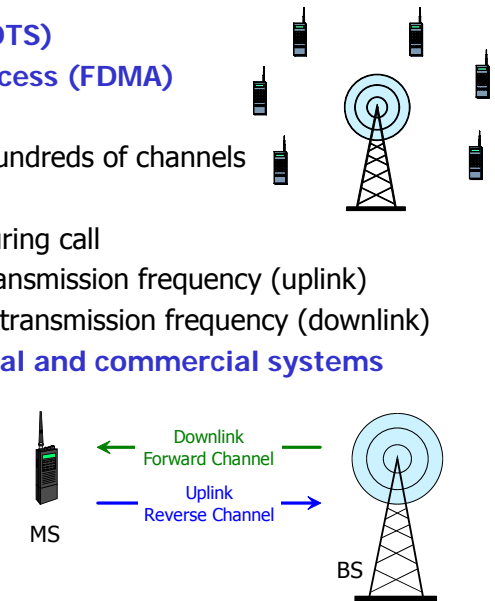 OTS)
cess (FDMA)
undreds of channels
uring call
ansmission frequency (uplink)
transmission frequency (downlink)
al and commercial systems
Downlink
Forward Channel
Uplink
Reverse Channel
MS
BS